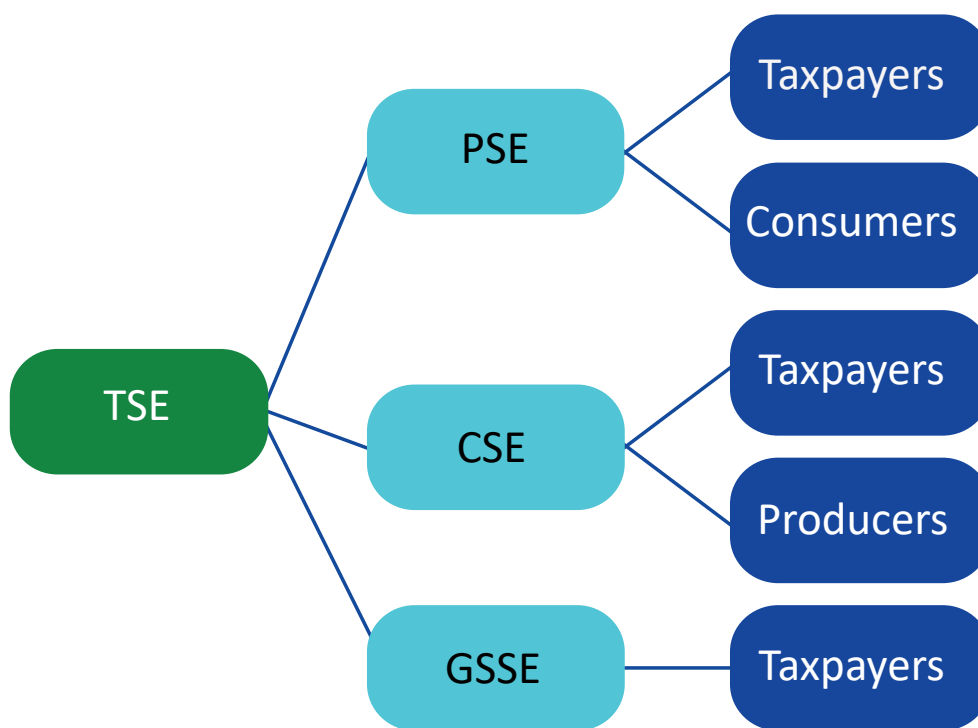 Taxpayers
PSE
Consumers
Taxpayers
TSE
CSE
Producers
GSSE
Taxpayers